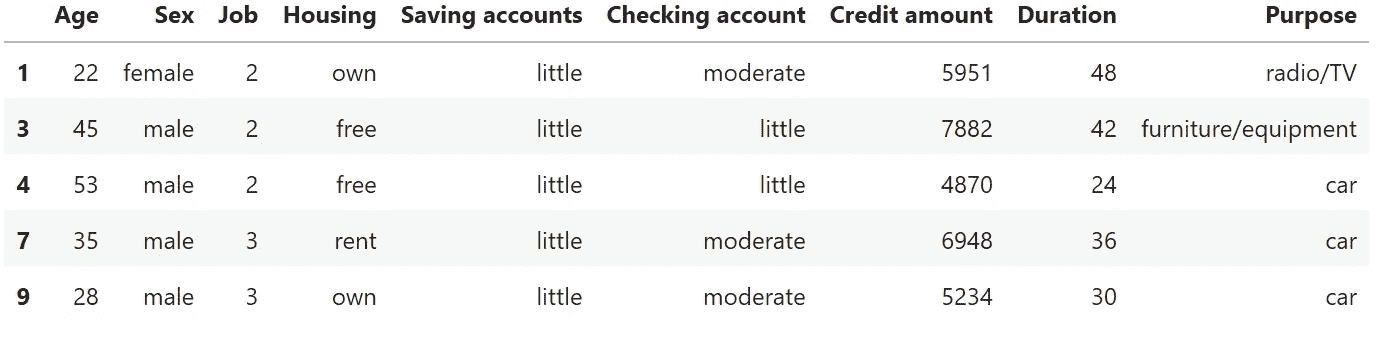 Age Sex Job Housing Saving accounts Checking account Credit amount Duration Purpose
1 22 female 2 own little moderate 5951 48 radio/TV
3 45 male 2 free little little 7882 42 furniture/equipment
4 53 male 2 free little little 4870 24 car
7 35 male 3 rent little moderate 6948 36 car
9 28 male 3 own little moderate 5234 30 car